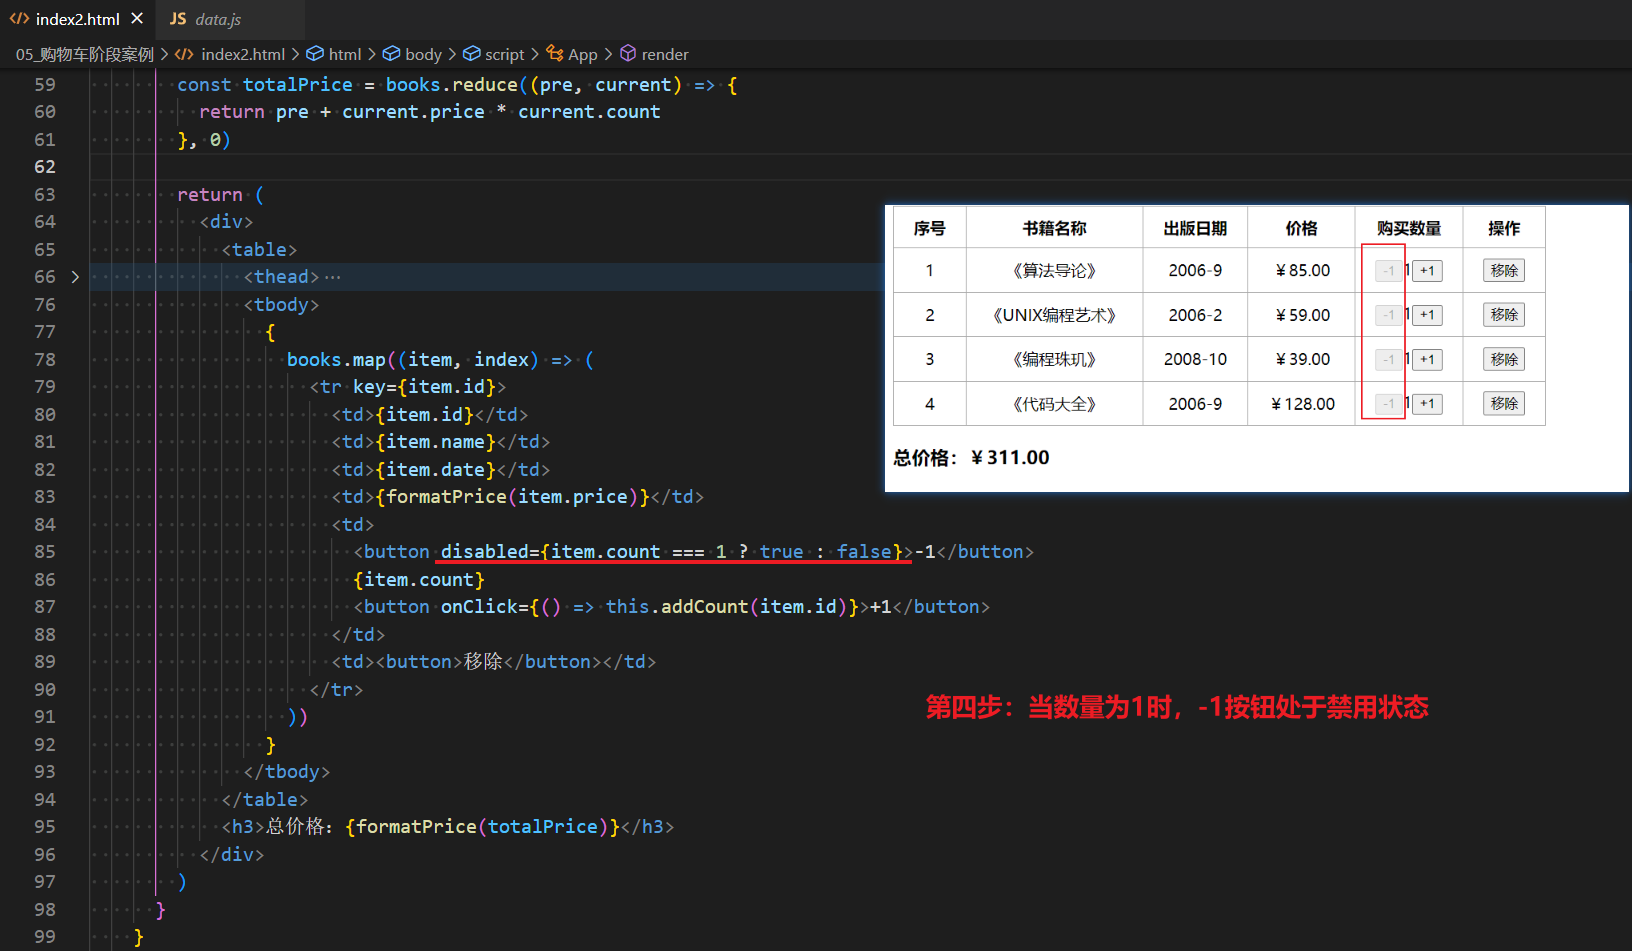 index2.html
JS data.js
05_购物车阶段案例 > index2.html > html > body > script > App > render
59 const totalPrice = books.reduce((pre, current) => {
60 return pre + current.price * current.count
61 }, 0)
62
63 return (
64 <div>
65 <table>
66 <thead>…
76 <tbody>
77 {
78 books.map((item, index) => (
79 <tr key={item.id}>
80 <td>{item.id}</td>
81 <td>{item.name}</td>
82 <td>{item.date}</td>
83 <td>{formatPrice(item.price)}</td>
84 <td>
85 <button disabled={item.count === 1 ? true : false}>-1</button>
86 {item.count}
87 <button onClick={() => this.addCount(item.id)}>+1</button>
88 </td>
89 <td><button>移除</button></td>
90 </tr>
91 ))
92 }
93 </tbody>
94 </table>
95 <h3>总价格：{formatPrice(totalPrice)}</h3>
96 </div>
97 )
98 }
99 }
序号 书籍名称 出版日期 价格 购买数量 操作
1 《算法导论》 2006-9 ¥85.00 -1 1 +1 移除
2 《UNIX编程艺术》 2006-2 ¥59.00 -1 1 +1 移除
3 《编程珠玑》 2008-10 ¥39.00 -1 1 +1 移除
4 《代码大全》 2006-9 ¥128.00 -1 1 +1 移除
总价格：¥311.00
第四步：当数量为1时，-1按钮处于禁用状态